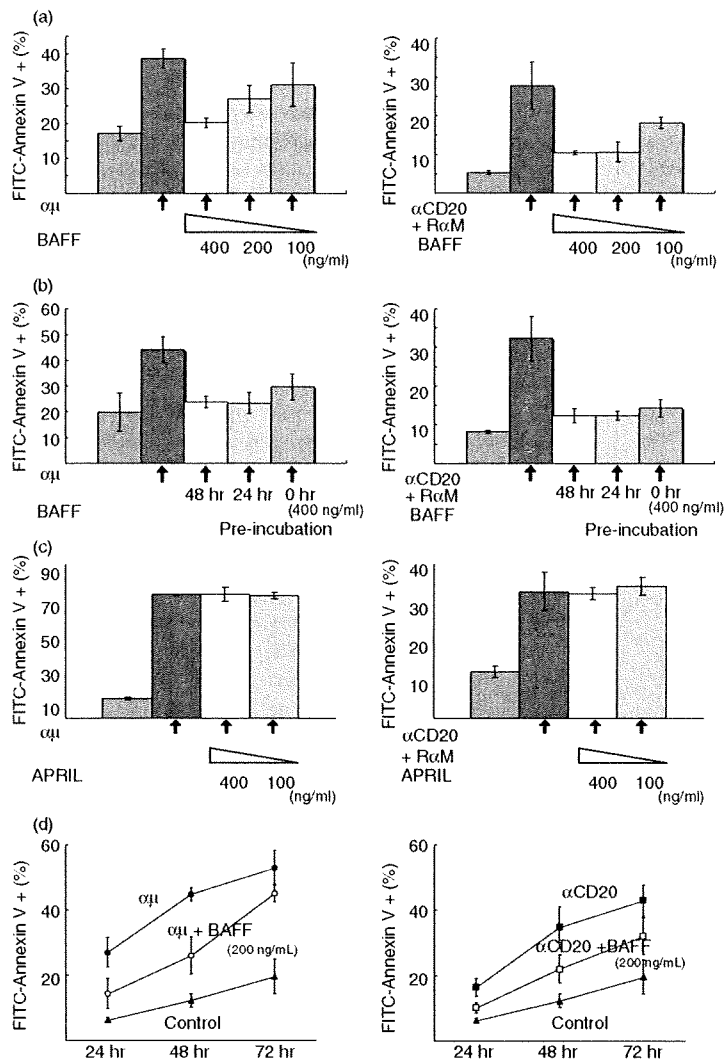 (a)
FITC-Annexin V + (%)
40
30
20
10
αμ
BAFF
400 200 100
(ng/ml)
FITC-Annexin V + (%)
40
30
20
10
αCD20
+ RαM
BAFF
400 200 100
(ng/ml)
(b)
FITC-Annexin V + (%)
60
50
40
30
20
10
αμ
BAFF
48 hr 24 hr 0 hr
(400 ng/ml)
Pre-incubation
FITC-Annexin V + (%)
40
30
20
10
αCD20
+ RαM
BAFF
48 hr 24 hr 0 hr
(400 ng/ml)
Pre-incubation
(c)
FITC-Annexin V + (%)
90
70
50
30
10
αμ
APRIL
400 100
(ng/ml)
FITC-Annexin V + (%)
40
30
20
10
αCD20
+ RαM
APRIL
400 100
(ng/ml)
(d)
FITC-Annexin V + (%)
60
40
20
αμ
αμ + BAFF
(200 ng/mL)
Control
24 hr 48 hr 72 hr
FITC-Annexin V + (%)
60
40
20
αCD20
αCD20 +BAFF
(200 ng/mL)
Control
24 hr 48 hr 72 hr